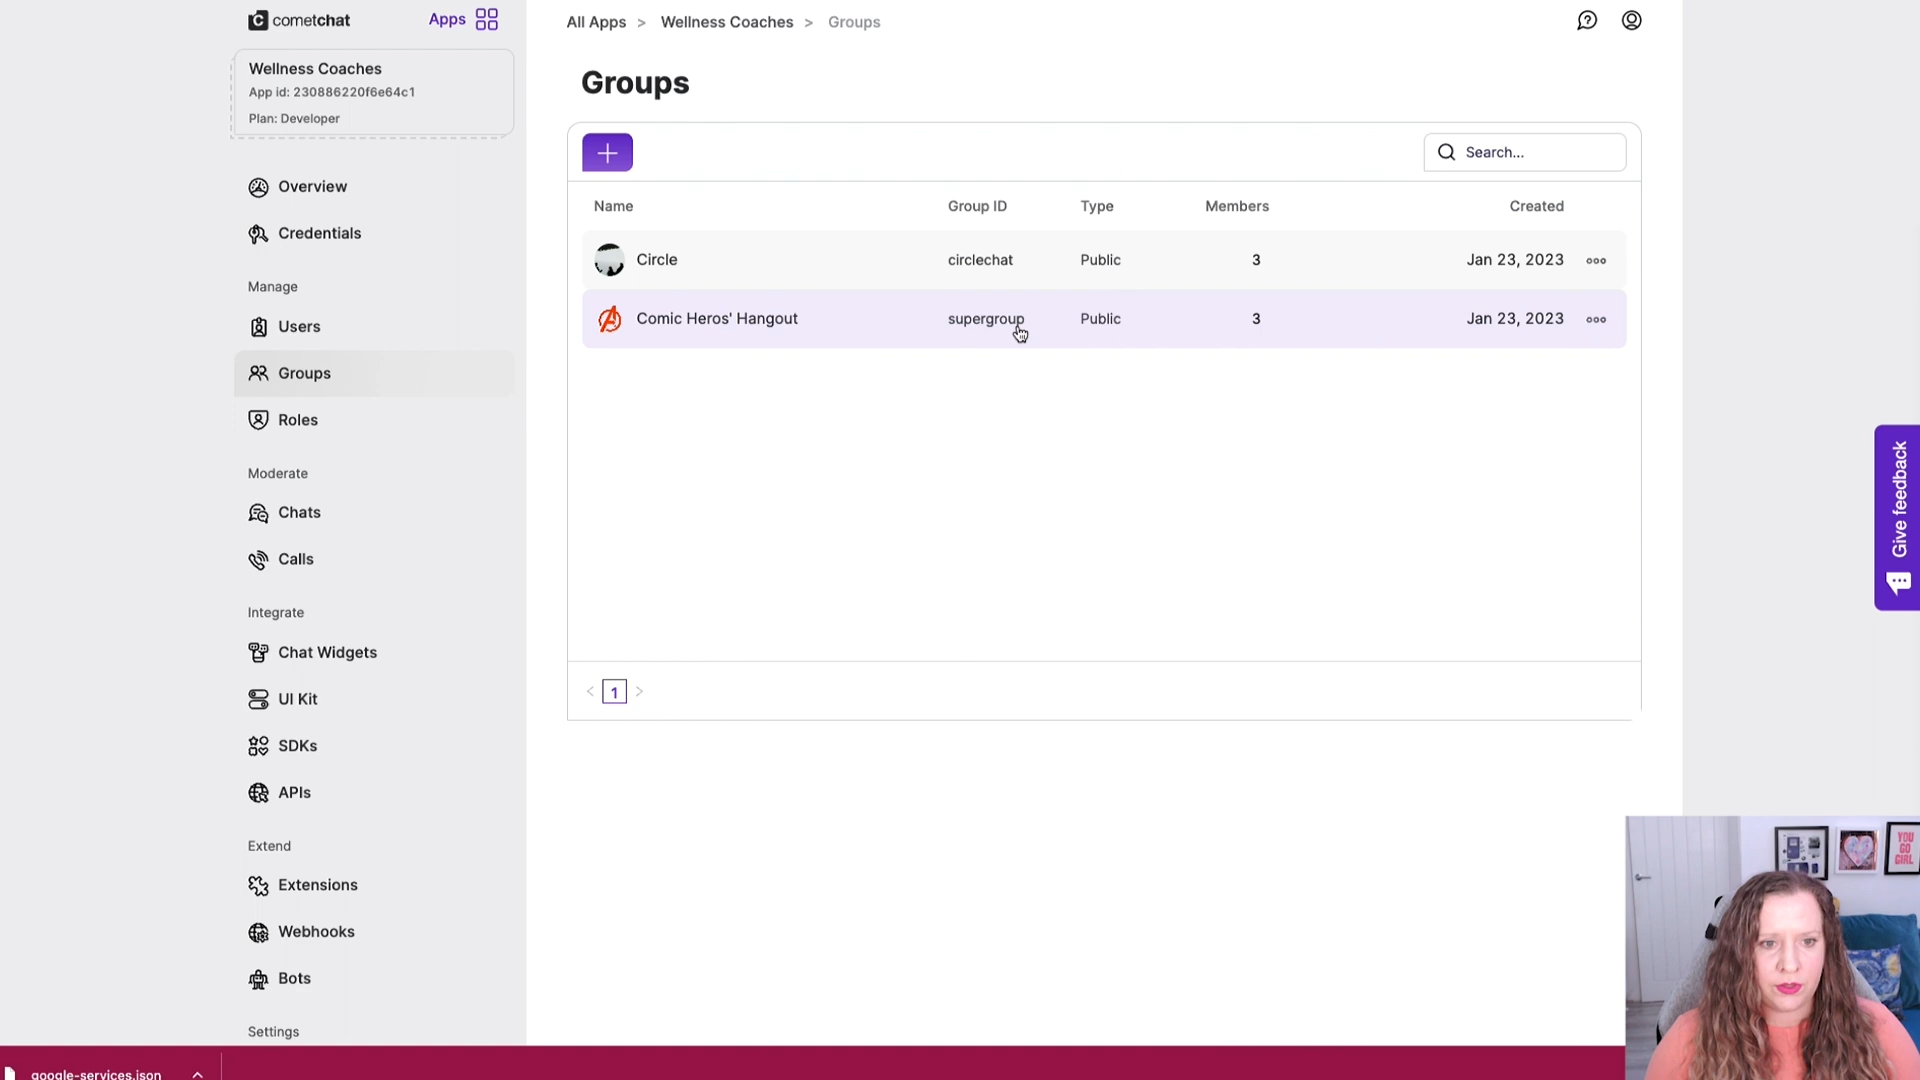 cometchat
Apps
Wellness Coaches
App id: 230886220f6e64c1
Plan: Developer
Overview
Credentials
Manage
Users
Groups
Roles
Moderate
Chats
Calls
Integrate
Chat Widgets
UI Kit
SDKs
APIs
Extend
Extensions
Webhooks
Bots
Settings
All Apps > Wellness Coaches > Groups
Groups
Search...
Name Group ID Type Members Created
Circle circlechat Public 3 Jan 23, 2023
Comic Heros' Hangout supergroup Public 3 Jan 23, 2023
< 1 >
Give feedback
YOU
GO
GIRL
google-services.json